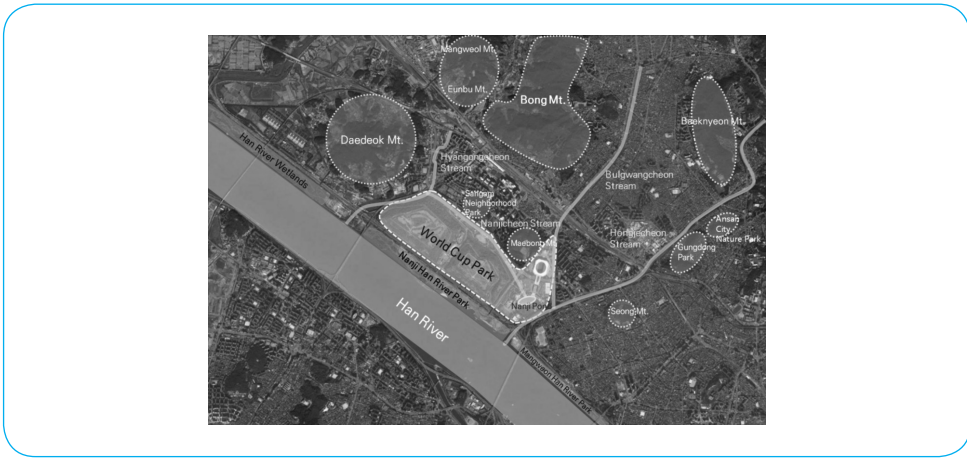 Mangweol Mt.
Eunbu Mt.
Bong Mt.
Baeknyeon Mt.
Daedeok Mt.
Han River Wetlands
Hyangdongcheon
Stream
Bulgwangcheon
Stream
Sangam
Neighborhood
Park
Nanjicheon Stream
Ansan
City
Nature Park
World Cup Park
Maebong Mt.
Hongjecheon
Stream
Gungdong
Park
Nanji Han River Park
Nanji Pond
Han River
Seong Mt.
Mangweon Han River Park